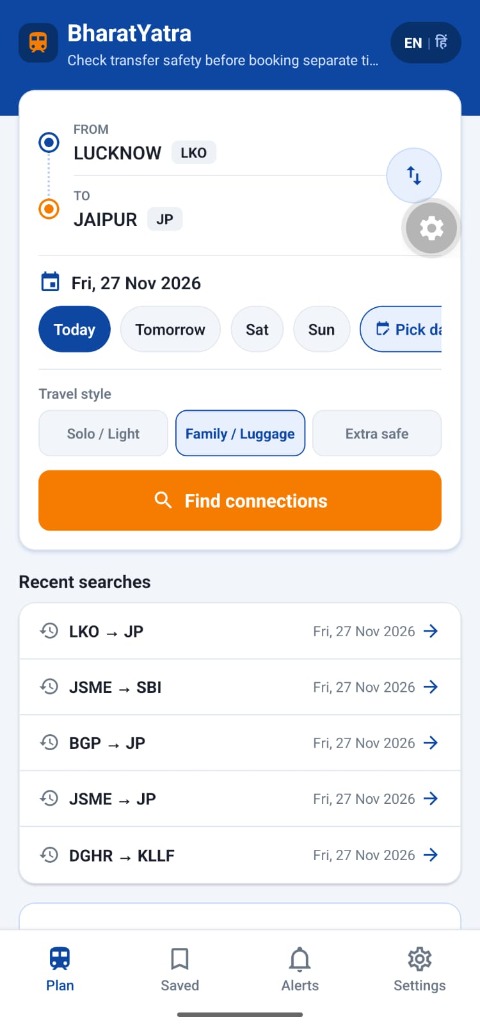 BharatYatra
Check transfer safety before booking separate ti...
EN | हिं
FROM
LUCKNOW LKO
TO
JAIPUR JP
Fri, 27 Nov 2026
Today Tomorrow Sat Sun Pick da
Travel style
Solo / Light Family / Luggage Extra safe
Find connections
Recent searches
LKO → JP Fri, 27 Nov 2026 →
JSME → SBI Fri, 27 Nov 2026 →
BGP → JP Fri, 27 Nov 2026 →
JSME → JP Fri, 27 Nov 2026 →
DGHR → KLLF Fri, 27 Nov 2026 →
Plan Saved Alerts Settings